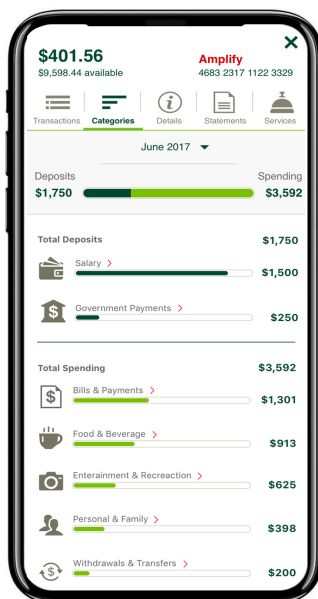 $401.56
$9,598.44 available
Amplify
4683 2317 1122 3329
Transactions
Categories
Details
Statements
Services
June 2017
Deposits
Spending
$1,750
$3,592
Total Deposits
$1,750
Salary >
$1,500
Government Payments >
$250
Total Spending
$3,592
Bills & Payments >
$1,301
Food & Beverage >
$913
Enterainment & Recreaction >
$625
Personal & Family >
$398
Withdrawals & Transfers >
$200